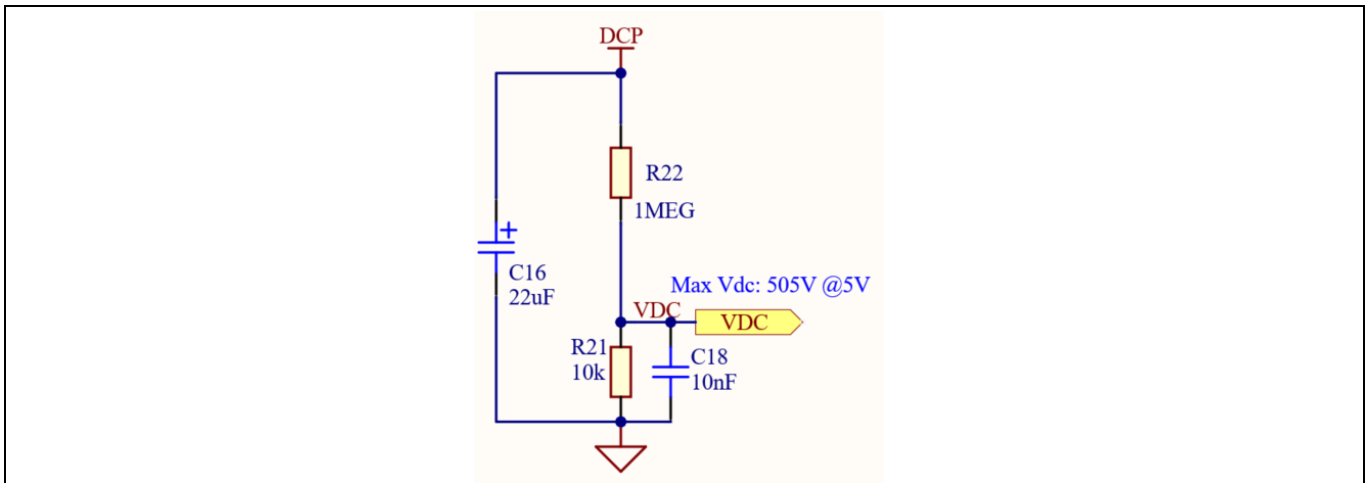 DCP
R22
1MEG
+
C16
22uF
Max Vdc: 505V @5V
VDC
VDC
R21
10k
C18
10nF